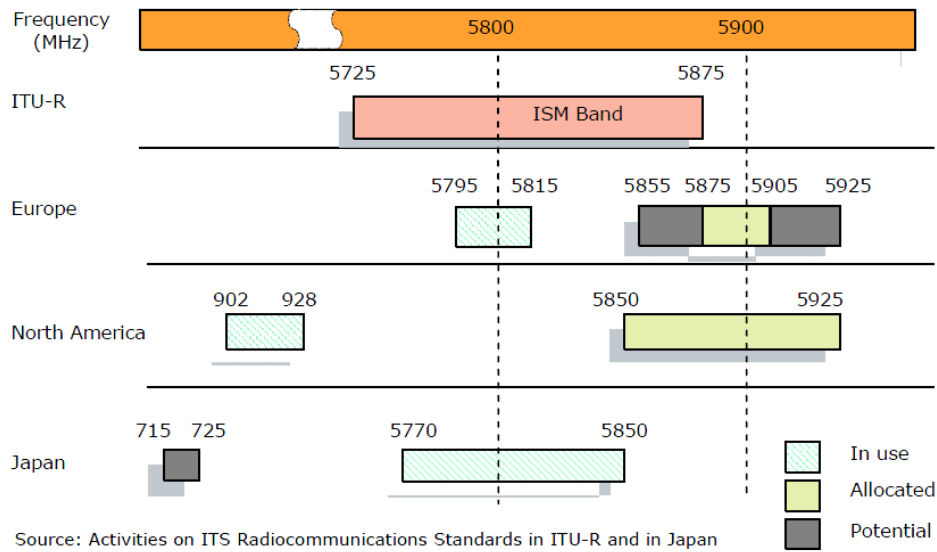 Frequency
(MHz)
5800 5900
5725 5875
ITU-R
ISM Band
5795 5815 5855 5875 5905 5925
Europe
902 928 5850 5925
North America
715 725 5770 5850
Japan
In use
Allocated
Potential
Source: Activities on ITS Radiocommunications Standards in ITU-R and in Japan